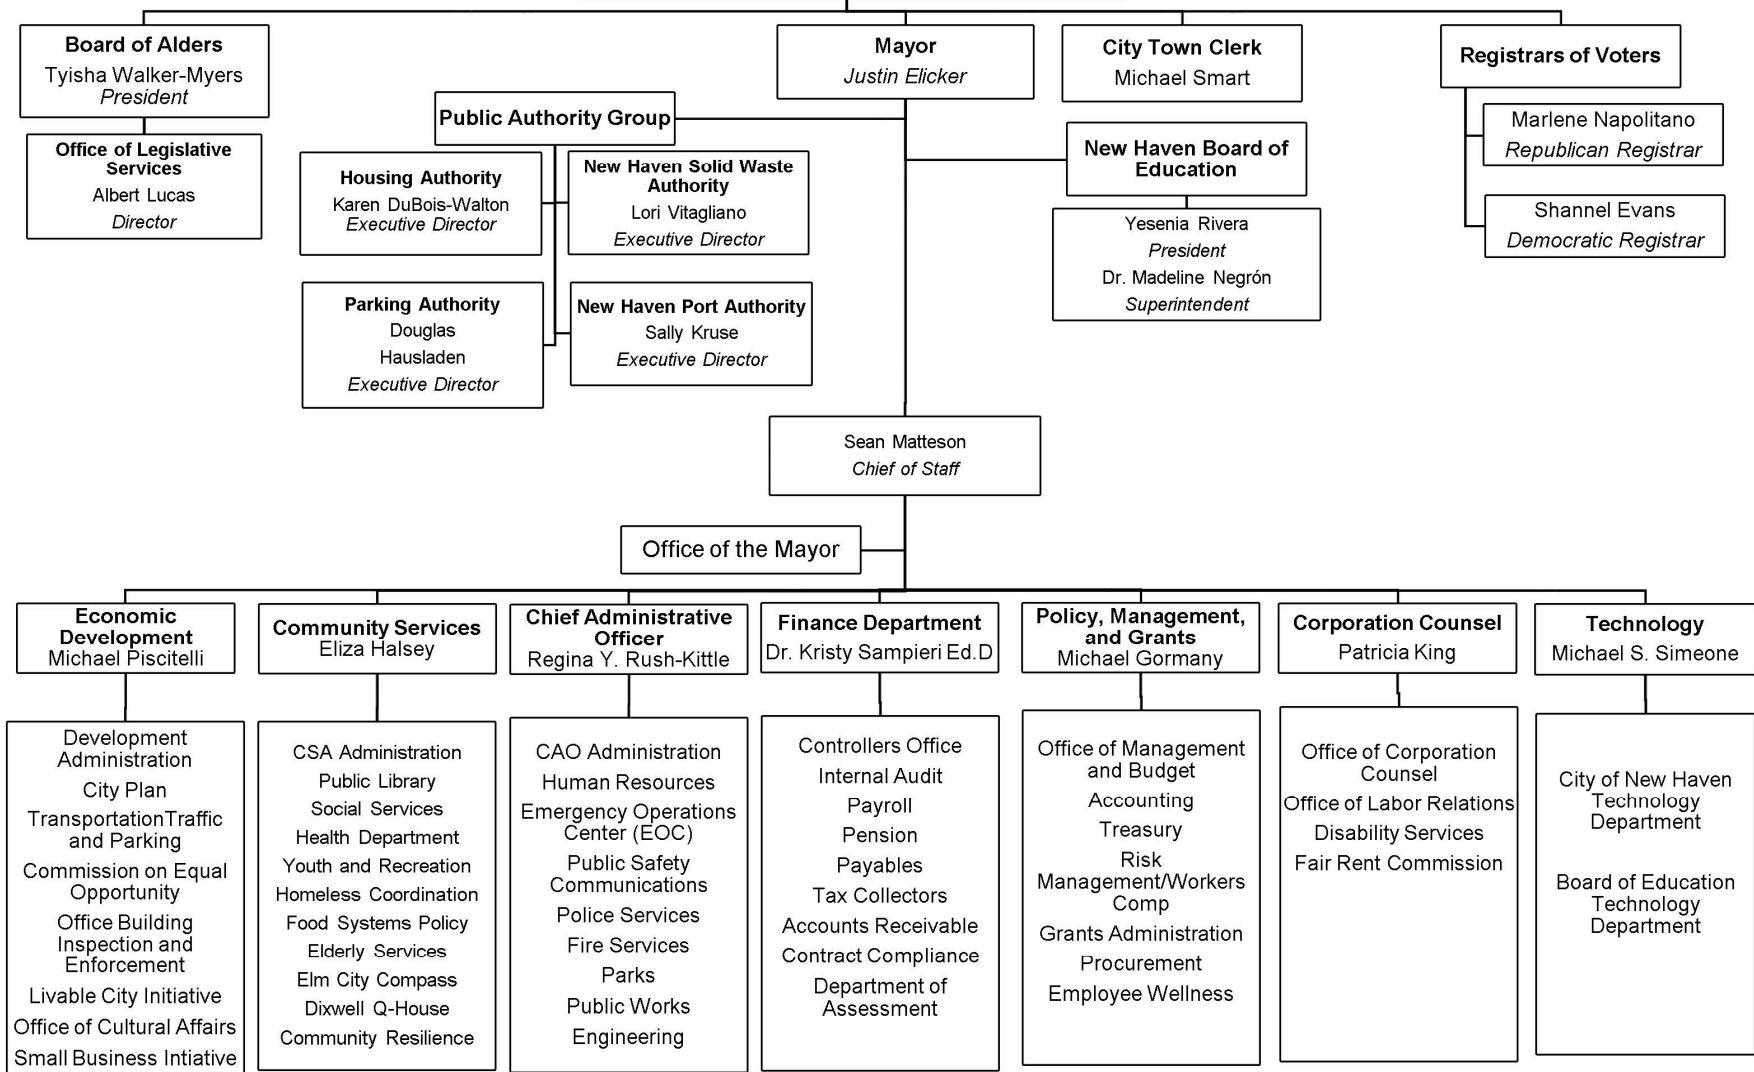 Board of Alders
Tyisha Walker-Myers
President
Office of Legislative
Services
Albert Lucas
Director
Mayor
Justin Elicker
City Town Clerk
Michael Smart
Registrars of Voters
Marlene Napolitano
Republican Registrar
Shannel Evans
Democratic Registrar
Public Authority Group
Housing Authority
Karen DuBois-Walton
Executive Director
New Haven Solid Waste
Authority
Lori Vitagliano
Executive Director
Parking Authority
Douglas
Hausladen
Executive Director
New Haven Port Authority
Sally Kruse
Executive Director
New Haven Board of
Education
Yesenia Rivera
President
Dr. Madeline Negrón
Superintendent
Sean Matteson
Chief of Staff
Office of the Mayor
Economic
Development
Michael Piscitelli
Development
Administration
City Plan
TransportationTraffic
and Parking
Commission on Equal
Opportunity
Office Building
Inspection and
Enforcement
Livable City Initiative
Office of Cultural Affairs
Small Business Intiative
Community Services
Eliza Halsey
CSA Administration
Public Library
Social Services
Health Department
Youth and Recreation
Homeless Coordination
Food Systems Policy
Elderly Services
Elm City Compass
Dixwell Q-House
Community Resilience
Chief Administrative
Officer
Regina Y. Rush-Kittle
CAO Administration
Human Resources
Emergency Operations
Center (EOC)
Public Safety
Communications
Police Services
Fire Services
Parks
Public Works
Engineering
Finance Department
Dr. Kristy Sampieri Ed.D
Controllers Office
Internal Audit
Payroll
Pension
Payables
Tax Collectors
Accounts Receivable
Contract Compliance
Department of
Assessment
Policy, Management,
and Grants
Michael Gormany
Office of Management
and Budget
Accounting
Treasury
Risk
Management/Workers
Comp
Grants Administration
Procurement
Employee Wellness
Corporation Counsel
Patricia King
Office of Corporation
Counsel
Office of Labor Relations
Disability Services
Fair Rent Commission
Technology
Michael S. Simeone
City of New Haven
Technology
Department
Board of Education
Technology
Department